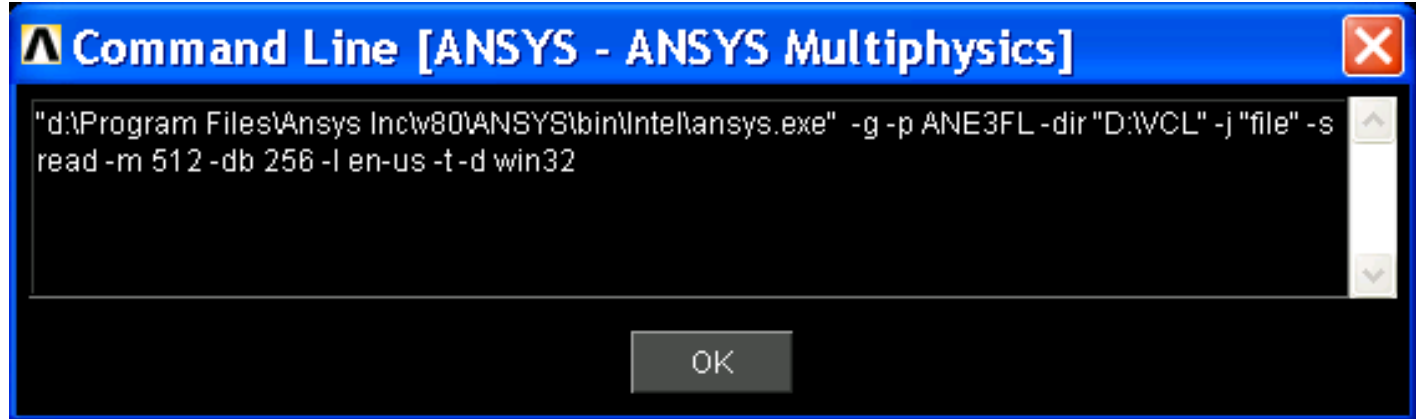 Command Line [ANSYS - ANSYS Multiphysics]
"d:\Program Files\Ansys Inc\v80\ANSYS\bin\Intel\ansys.exe" -g -p ANE3FL -dir "D:\VCL" -j "file" -s
read -m 512 -db 256 -l en-us -t -d win32
OK